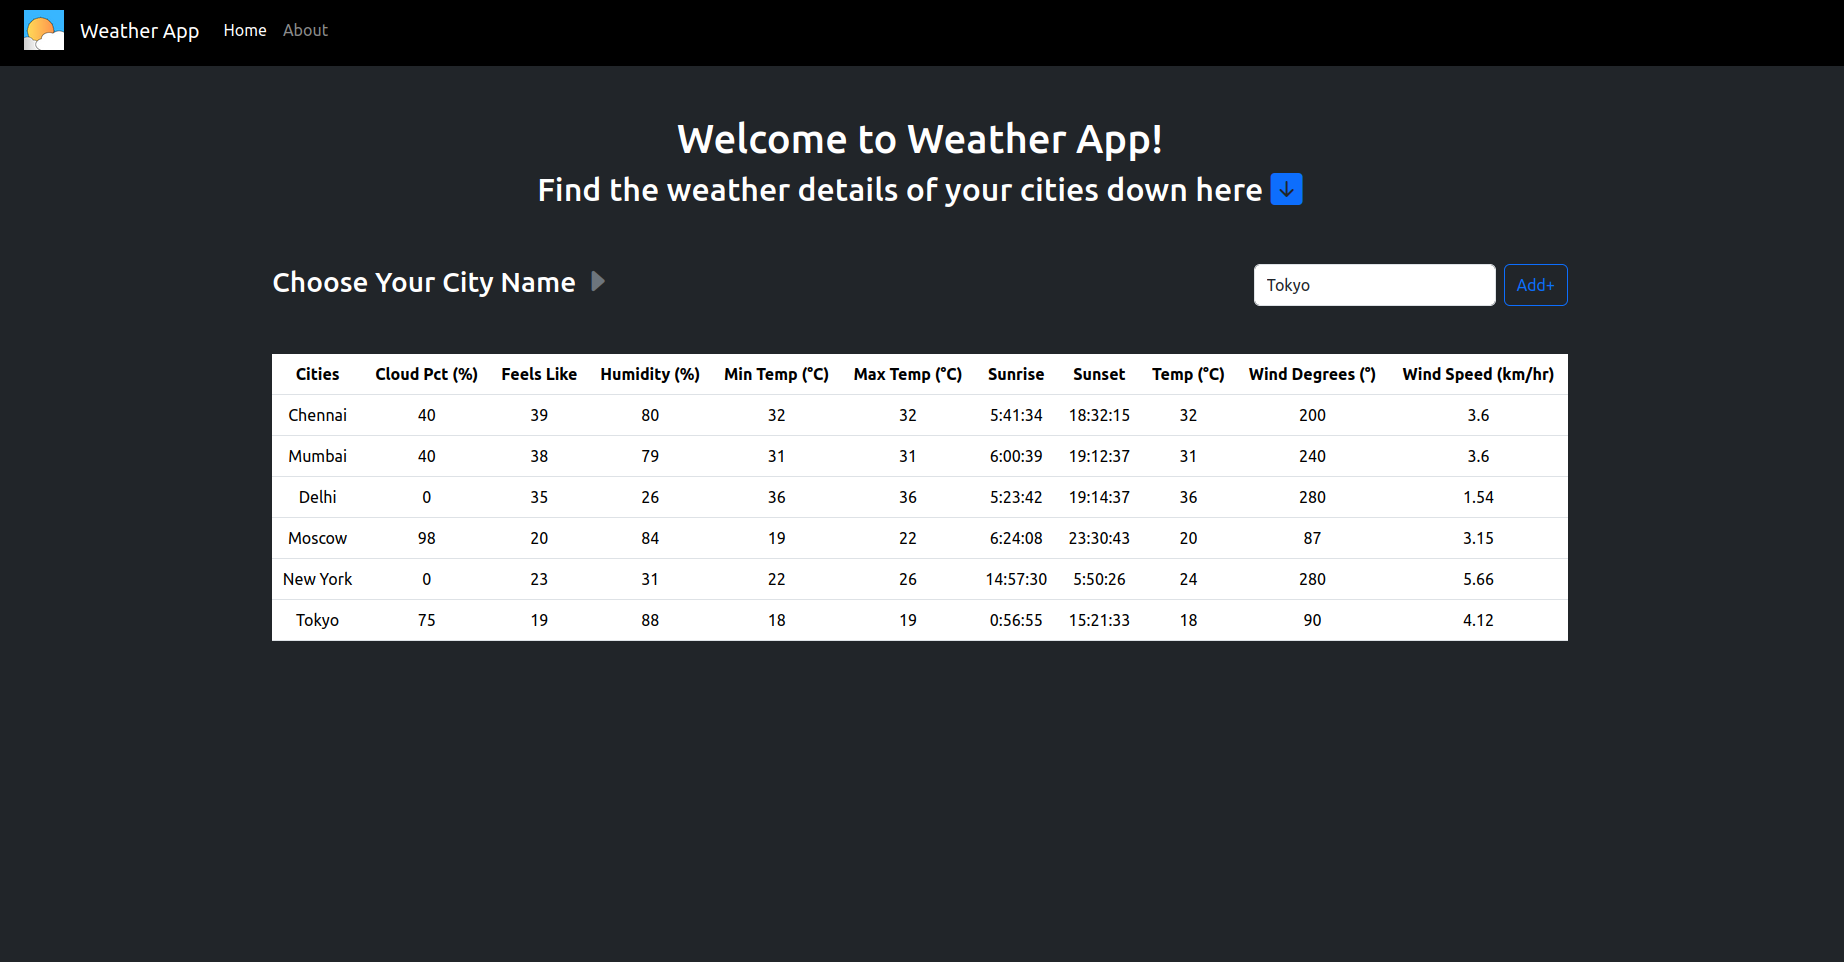 Weather App Home About
Welcome to Weather App!
Find the weather details of your cities down here
Choose Your City Name Tokyo Add+
Cities Cloud Pct (%) Feels Like Humidity (%) Min Temp (°C) Max Temp (°C) Sunrise Sunset Temp (°C) Wind Degrees (°) Wind Speed (km/hr)
Chennai 40 39 80 32 32 5:41:34 18:32:15 32 200 3.6
Mumbai 40 38 79 31 31 6:00:39 19:12:37 31 240 3.6
Delhi 0 35 26 36 36 5:23:42 19:14:37 36 280 1.54
Moscow 98 20 84 19 22 6:24:08 23:30:43 20 87 3.15
New York 0 23 31 22 26 14:57:30 5:50:26 24 280 5.66
Tokyo 75 19 88 18 19 0:56:55 15:21:33 18 90 4.12